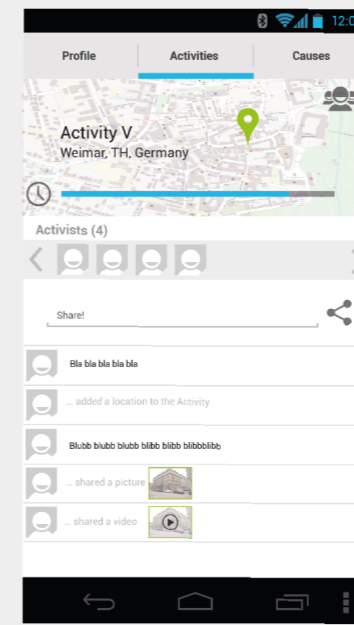 12:0
Profile Activities Causes
Activity V
Weimar, TH, Germany
Activists (4)
Share!
Bla bla bla bla bla
... added a location to the Activity
Blubb blubb blubb blibb blibb blibbblibb
... shared a picture
... shared a video